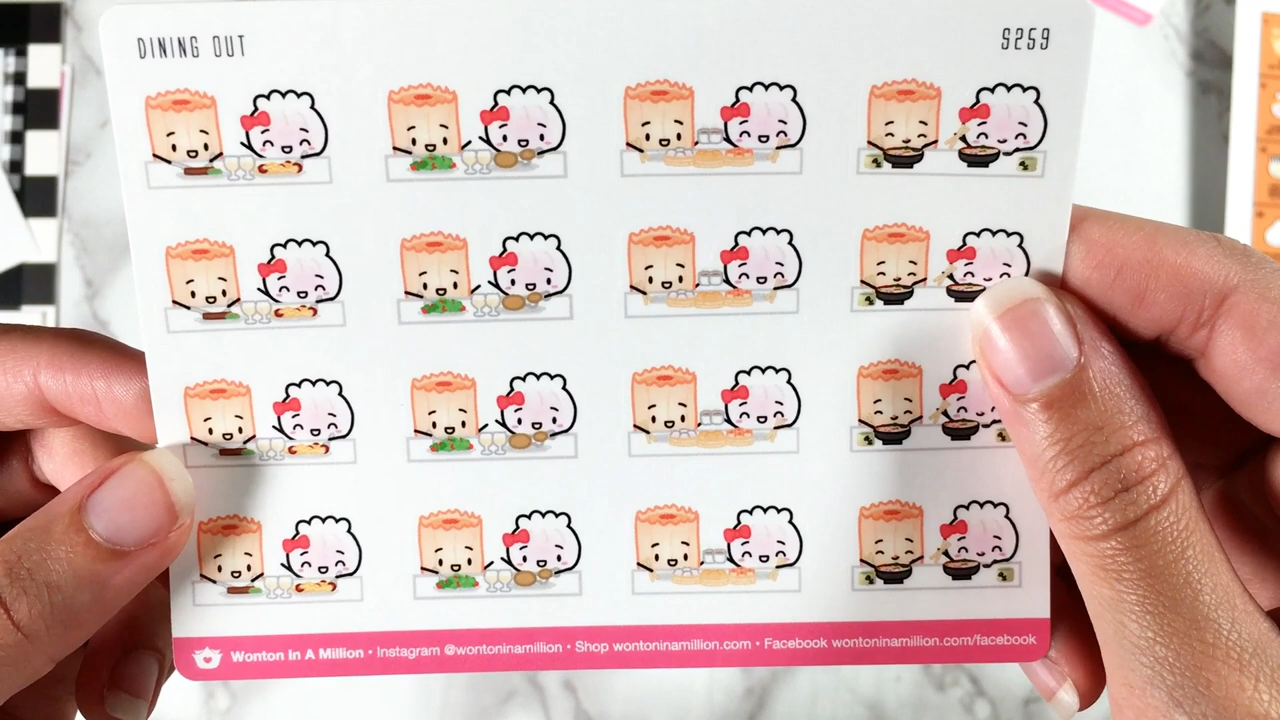 DINING OUT
S259
Wonton In A Million • Instagram @wontoninamillion • Shop wontoninamillion.com • Facebook wontoninamillion.com/facebook